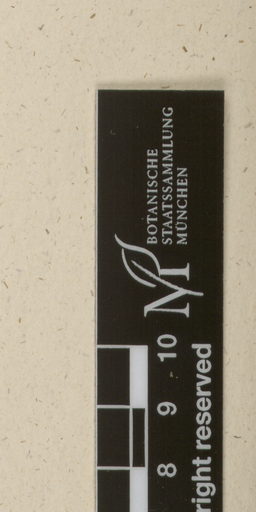 BOTANISCHE
STAATSSAMMLUNG
MÜNCHEN
M
8 9 10
right reserved